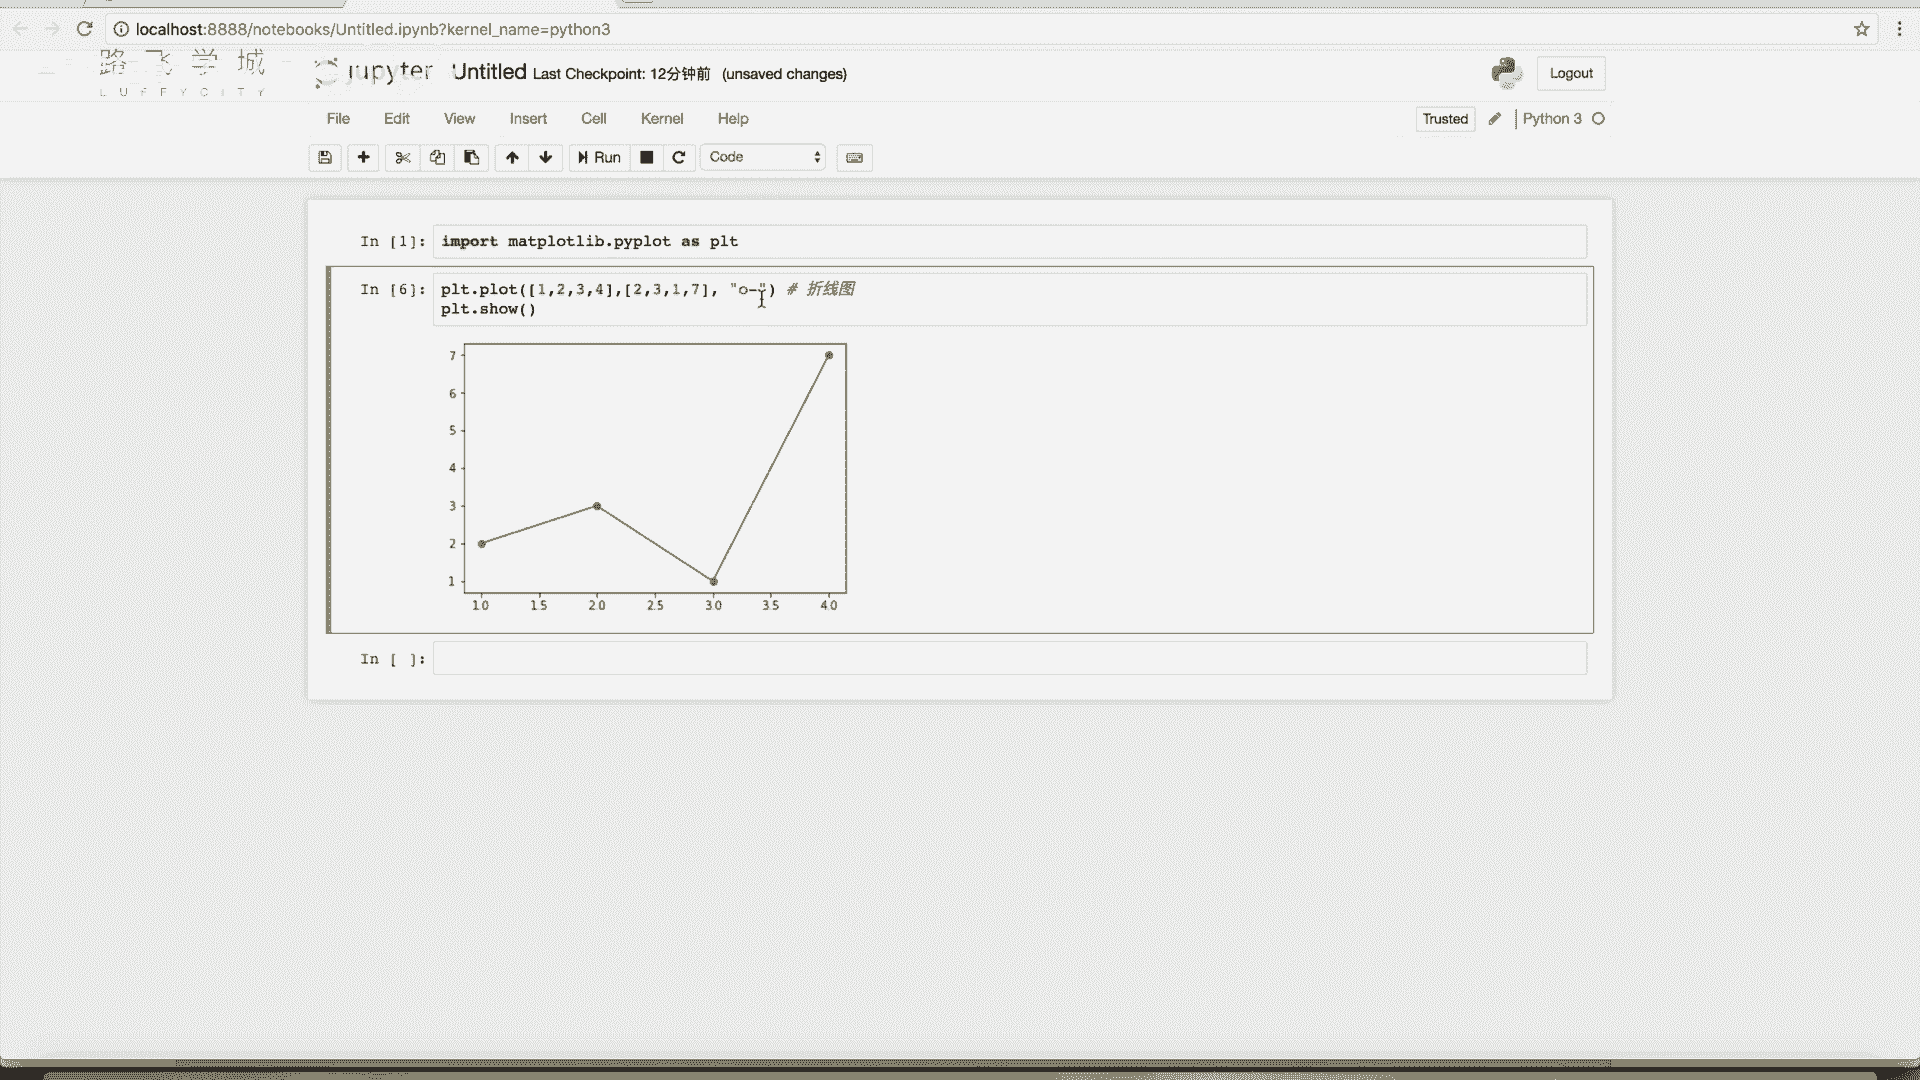 localhost:8888/notebooks/Untitled.ipynb?kernel_name=python3
路飞学城
LUFFYCITY
jupyter Untitled Last Checkpoint: 12分钟前 (unsaved changes)
Logout
File Edit View Insert Cell Kernel Help
Trusted Python 3
Run Code
In [1]: import matplotlib.pyplot as plt
In [6]: plt.plot([1,2,3,4],[2,3,1,7], "o-") # 折线图
plt.show()
7
6
5
4
3
2
1
1.0 1.5 2.0 2.5 3.0 3.5 4.0
In [ ]: